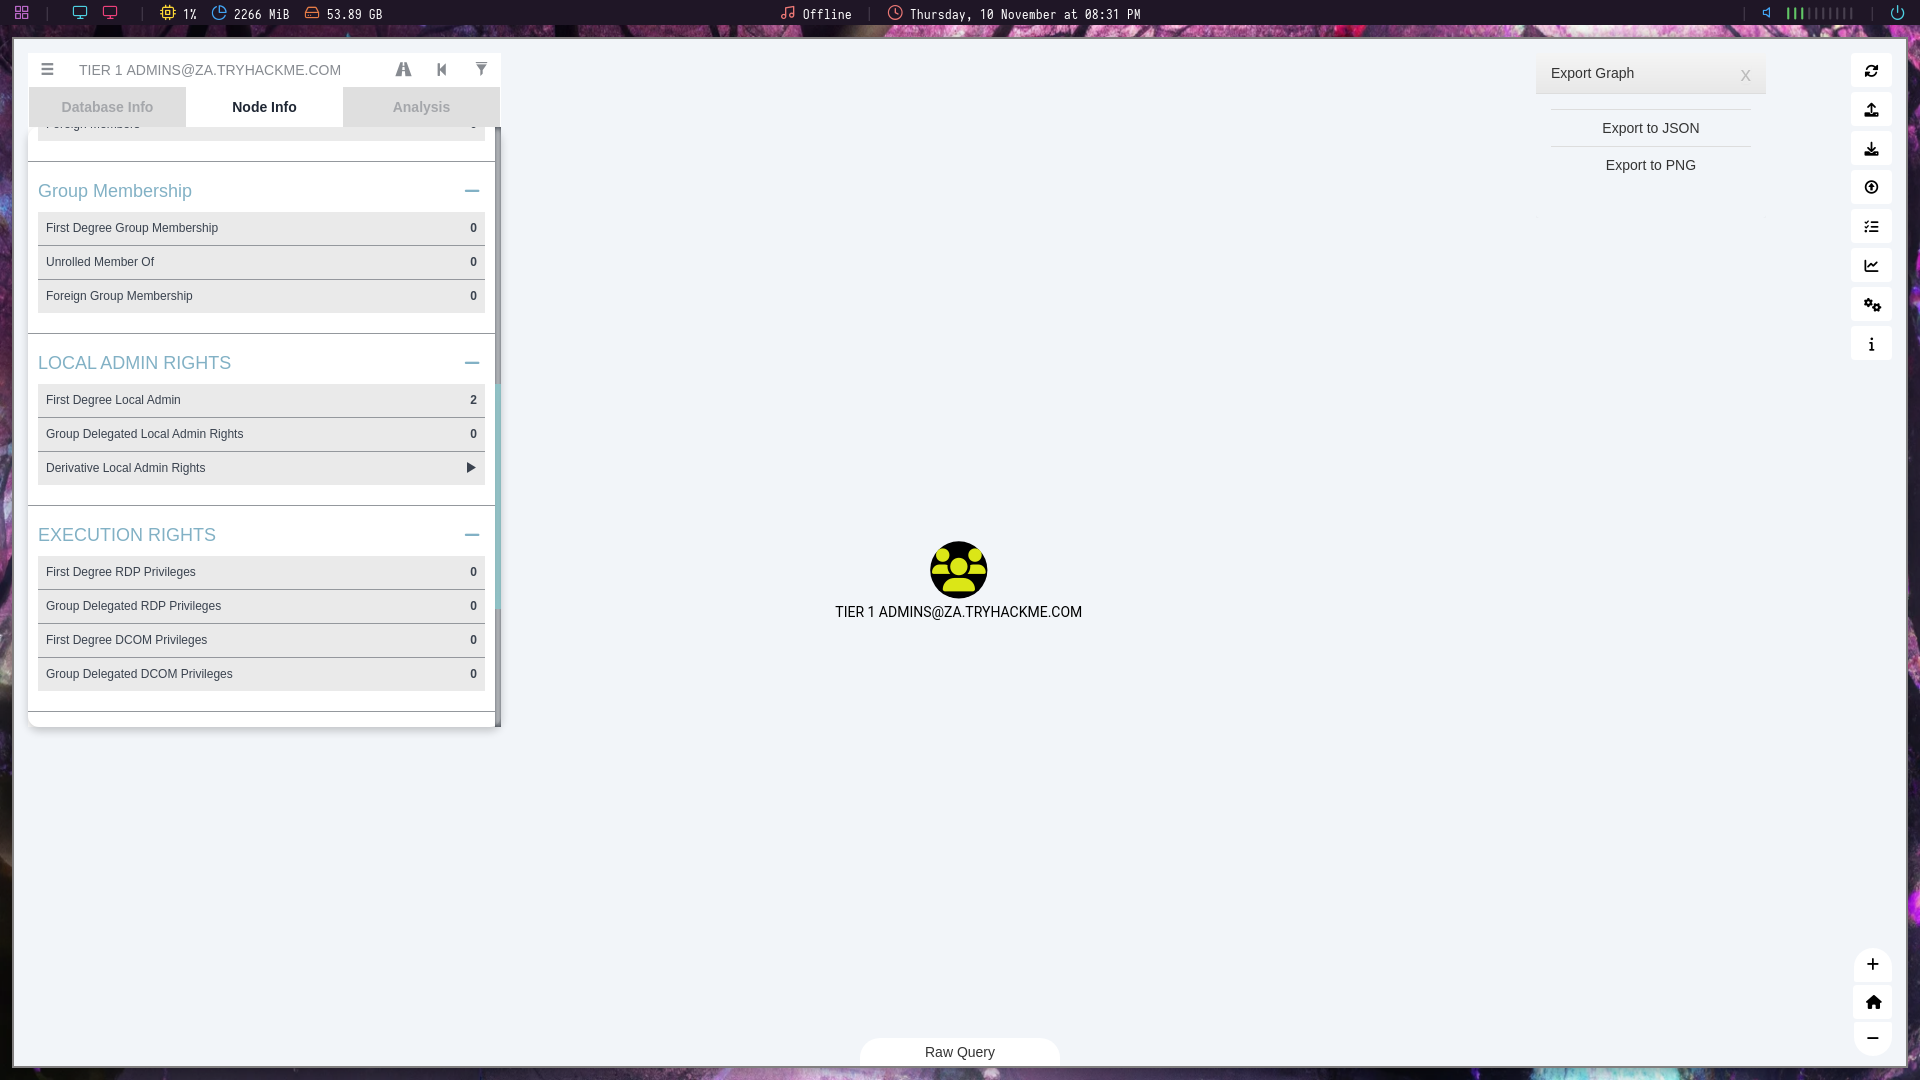 1% 2266 MiB 53.89 GB Offline Thursday, 10 November at 08:31 PM
TIER 1 ADMINS@ZA.TRYHACKME.COM
Database Info Node Info Analysis
Group Membership
First Degree Group Membership 0
Unrolled Member Of 0
Foreign Group Membership 0
LOCAL ADMIN RIGHTS
First Degree Local Admin 2
Group Delegated Local Admin Rights 0
Derivative Local Admin Rights
EXECUTION RIGHTS
First Degree RDP Privileges 0
Group Delegated RDP Privileges 0
First Degree DCOM Privileges 0
Group Delegated DCOM Privileges 0
TIER 1 ADMINS@ZA.TRYHACKME.COM
Export Graph X
Export to JSON
Export to PNG
Raw Query